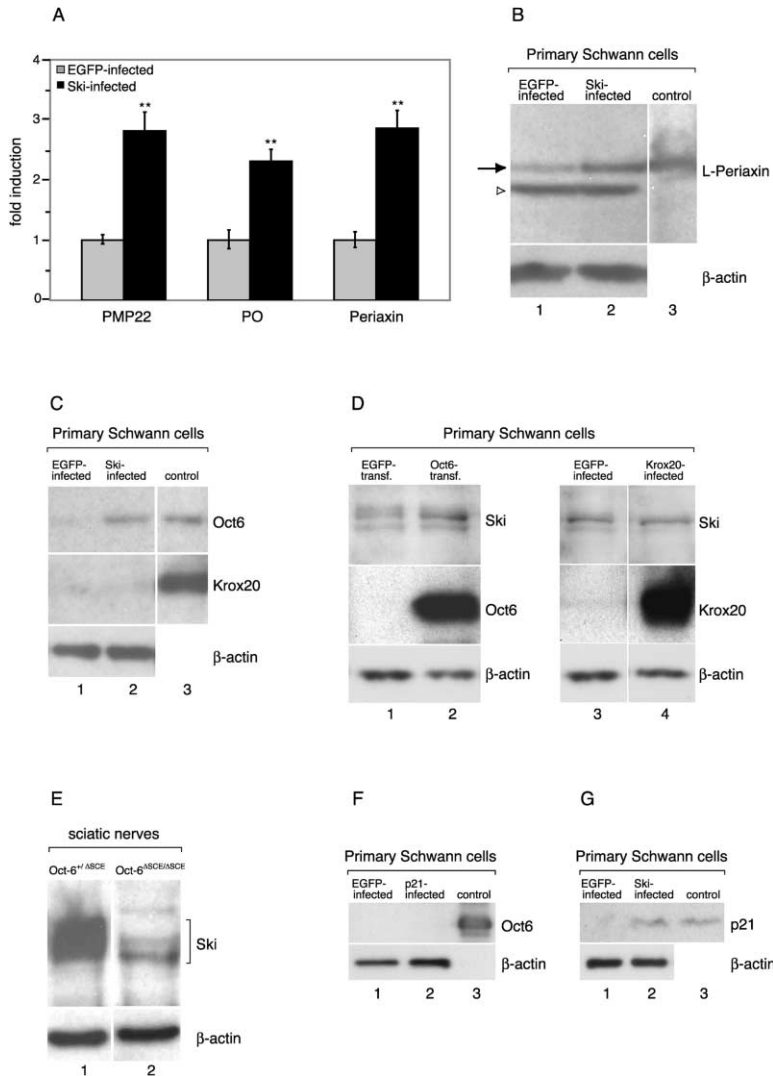 A
fold induction
4
3
2
1
0
EGFP-infected
Ski-infected
**
**
**
PMP22 PO Periaxin
B
Primary Schwann cells
EGFP-infected Ski-infected control
L-Periaxin
β-actin
1 2 3
C
Primary Schwann cells
EGFP-infected Ski-infected control
Oct6
Krox20
β-actin
1 2 3
D
Primary Schwann cells
EGFP-transf. Oct6-transf. EGFP-infected Krox20-infected
Ski Ski
Oct6 Krox20
β-actin β-actin
1 2 3 4
E
sciatic nerves
Oct-6+/ ΔSCE Oct-6ΔSCE/ΔSCE
Ski
β-actin
1 2
F
Primary Schwann cells
EGFP-infected p21-infected control
Oct6
β-actin
1 2 3
G
Primary Schwann cells
EGFP-infected Ski-infected control
p21
β-actin
1 2 3